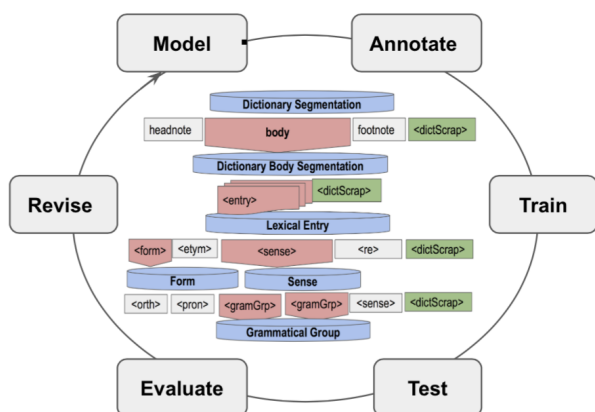 Model Annotate
Dictionary Segmentation
headnote body footnote <dictScrap>
Dictionary Body Segmentation
<entry> <dictScrap>
Revise Train
Lexical Entry
<form> <etym> <sense> <re> <dictScrap>
Form Sense
<orth> <pron> <gramGrp> <gramGrp> <sense> <dictScrap>
Grammatical Group
Evaluate Test